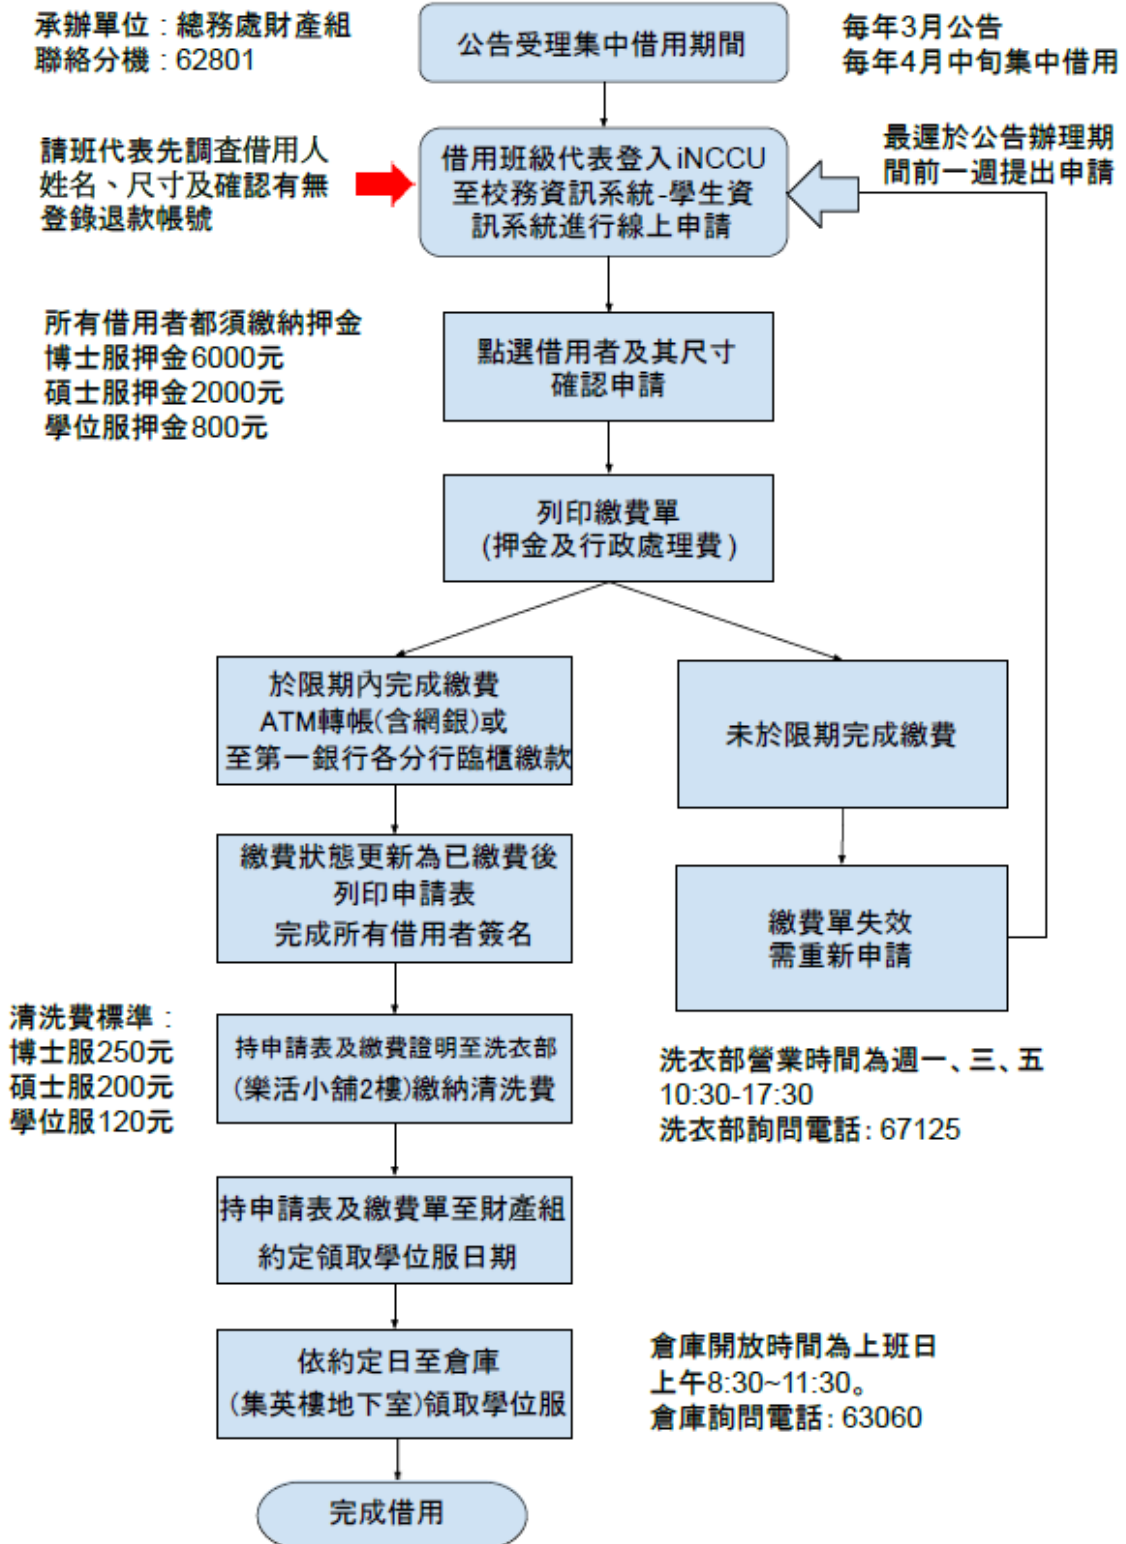 承辦單位：總務處財產組
聯絡分機：62801
公告受理集中借用期間
每年3月公告
每年4月中旬集中借用
請班代表先調查借用人
姓名、尺寸及確認有無
登錄退款帳號
借用班級代表登入iNCCU
至校務資訊系統-學生資
訊系統進行線上申請
最遲於公告辦理期
間前一週提出申請
所有借用者都須繳納押金
博士服押金6000元
碩士服押金2000元
學位服押金800元
點選借用者及其尺寸
確認申請
列印繳費單
(押金及行政處理費)
於限期內完成繳費
ATM轉帳(含網銀)或
至第一銀行各分行臨櫃繳款
未於限期完成繳費
繳費狀態更新為已繳費後
列印申請表
完成所有借用者簽名
繳費單失效
需重新申請
清洗費標準：
博士服250元
碩士服200元
學位服120元
持申請表及繳費證明至洗衣部
(樂活小舖2樓)繳納清洗費
洗衣部營業時間為週一、三、五
10:30-17:30
洗衣部詢問電話：67125
持申請表及繳費單至財產組
約定領取學位服日期
依約定日至倉庫
(集英樓地下室)領取學位服
倉庫開放時間為上班日
上午8:30~11:30。
倉庫詢問電話：63060
完成借用